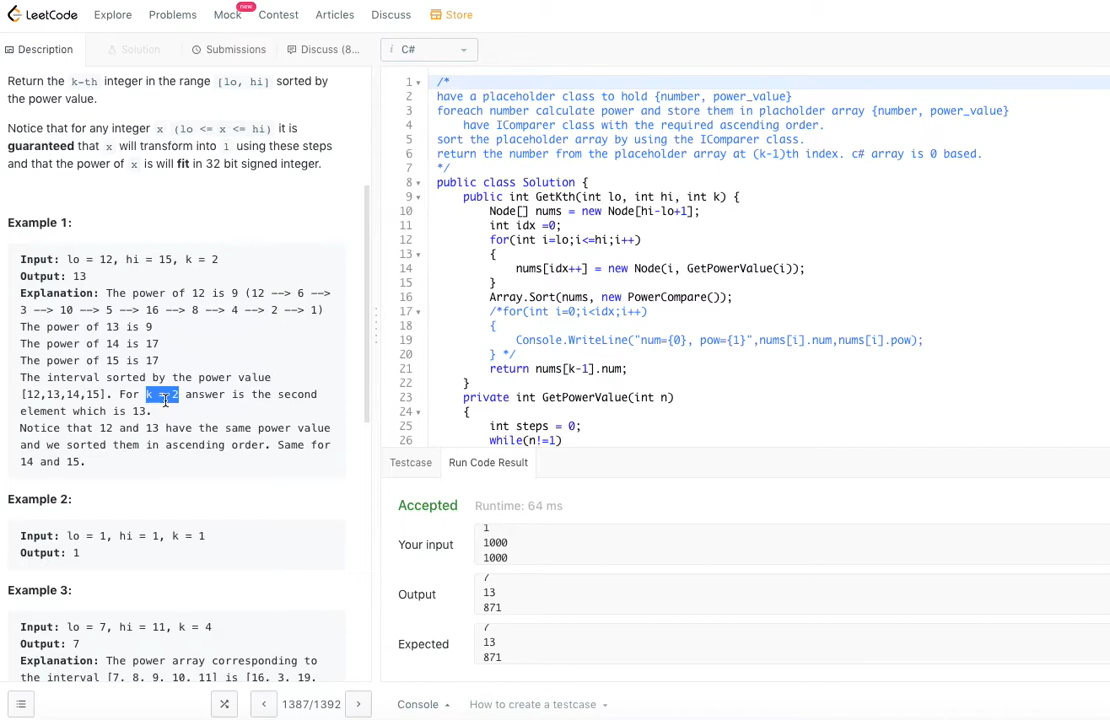 LeetCode Explore Problems Mock new Contest Articles Discuss Store
Description Solution Submissions Discuss (8... i C#
Return the k-th integer in the range [lo, hi] sorted by
the power value.
Notice that for any integer x (lo <= x <= hi) it is
guaranteed that x will transform into 1 using these steps
and that the power of x is will fit in 32 bit signed integer.
Example 1:
Input: lo = 12, hi = 15, k = 2
Output: 13
Explanation: The power of 12 is 9 (12 --> 6 -->
3 --> 10 --> 5 --> 16 --> 8 --> 4 --> 2 --> 1)
The power of 13 is 9
The power of 14 is 17
The power of 15 is 17
The interval sorted by the power value
[12,13,14,15]. For k = 2 answer is the second
element which is 13.
Notice that 12 and 13 have the same power value
and we sorted them in ascending order. Same for
14 and 15.
Example 2:
Input: lo = 1, hi = 1, k = 1
Output: 1
Example 3:
Input: lo = 7, hi = 11, k = 4
Output: 7
Explanation: The power array corresponding to
the interval [7, 8, 9, 10, 11] is [16, 3, 19,
1387/1392
1 /*
2 have a placeholder class to hold {number, power_value}
3 foreach number calculate power and store them in placholder array {number, power_value}
4 have IComparer class with the required ascending order.
5 sort the placeholder array by using the IComparer class.
6 return the number from the placeholder array at (k-1)th index. c# array is 0 based.
7 */
8 public class Solution {
9 public int GetKth(int lo, int hi, int k) {
10 Node[] nums = new Node[hi-lo+1];
11 int idx =0;
12 for(int i=lo;i<=hi;i++)
13 {
14 nums[idx++] = new Node(i, GetPowerValue(i));
15 }
16 Array.Sort(nums, new PowerCompare());
17 /*for(int i=0;i<idx;i++)
18 {
19 Console.WriteLine("num={0}, pow={1}",nums[i].num,nums[i].pow);
20 } */
21 return nums[k-1].num;
22 }
23 private int GetPowerValue(int n)
24 {
25 int steps = 0;
26 while(n!=1)
Testcase Run Code Result
Accepted Runtime: 64 ms
Your input
1
1000
1000
Output
7
13
871
Expected
7
13
871
Console How to create a testcase